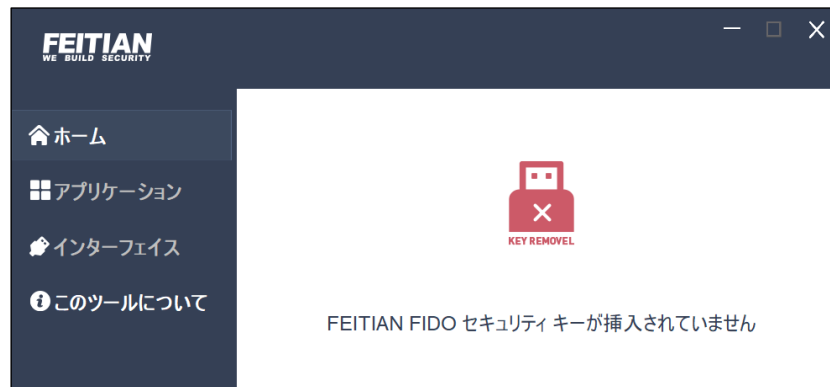 FEITIAN
WE BUILD SECURITY
ホーム
アプリケーション
インターフェイス
このツールについて
KEY REMOVEL
FEITIAN FIDO セキュリティ キーが挿入されていません